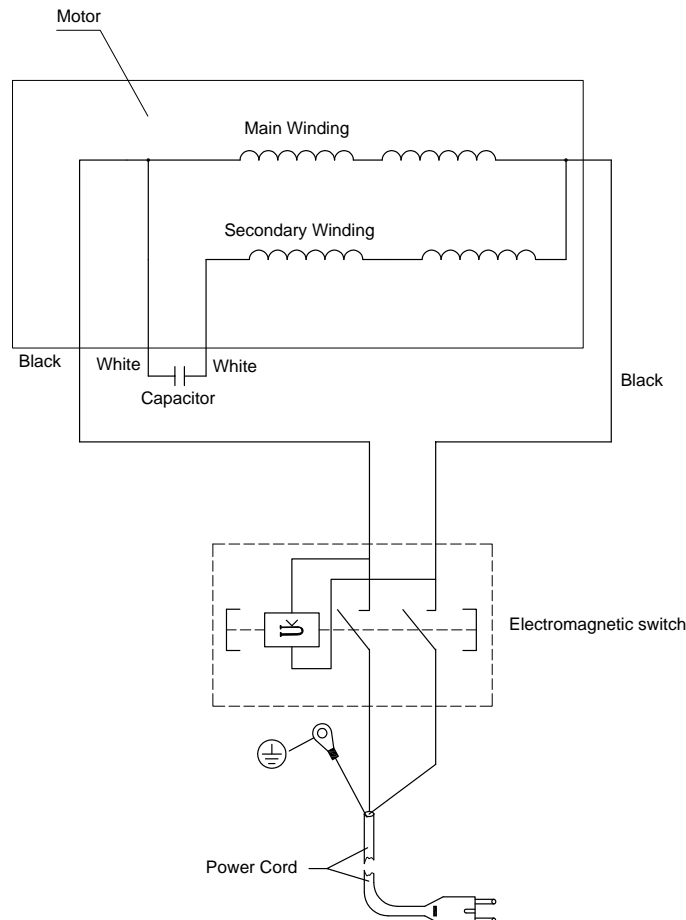 Motor
Main Winding
Secondary Winding
Black
White
White
Capacitor
Black
Electromagnetic switch
U<
Power Cord